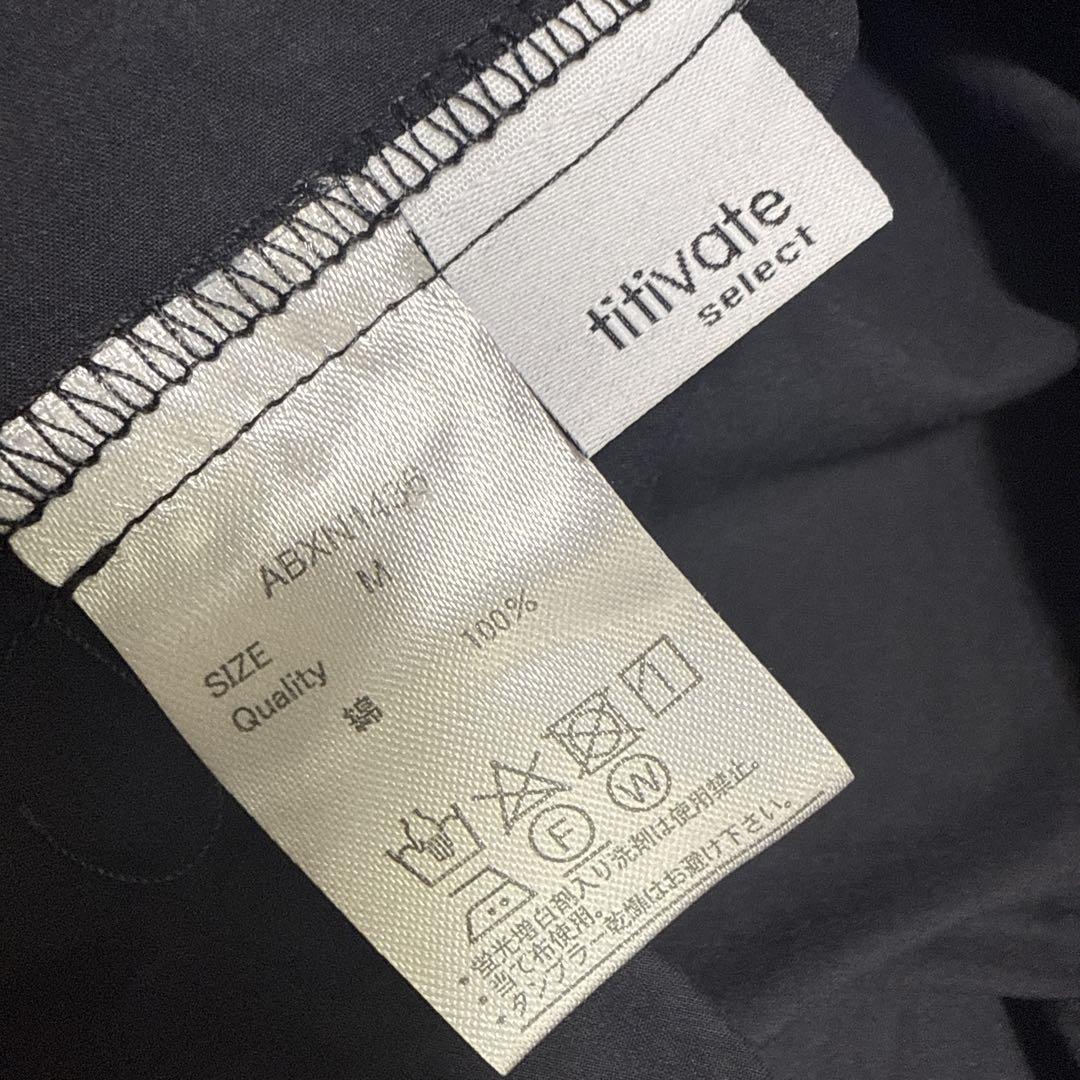 titivate
select
ABXN1436
SIZE M
Quality
綿 100%
F
W
・蛍光増白剤入り洗剤は使用禁止。
・当て布使用。
・タンブラー乾燥はお避け下さい。